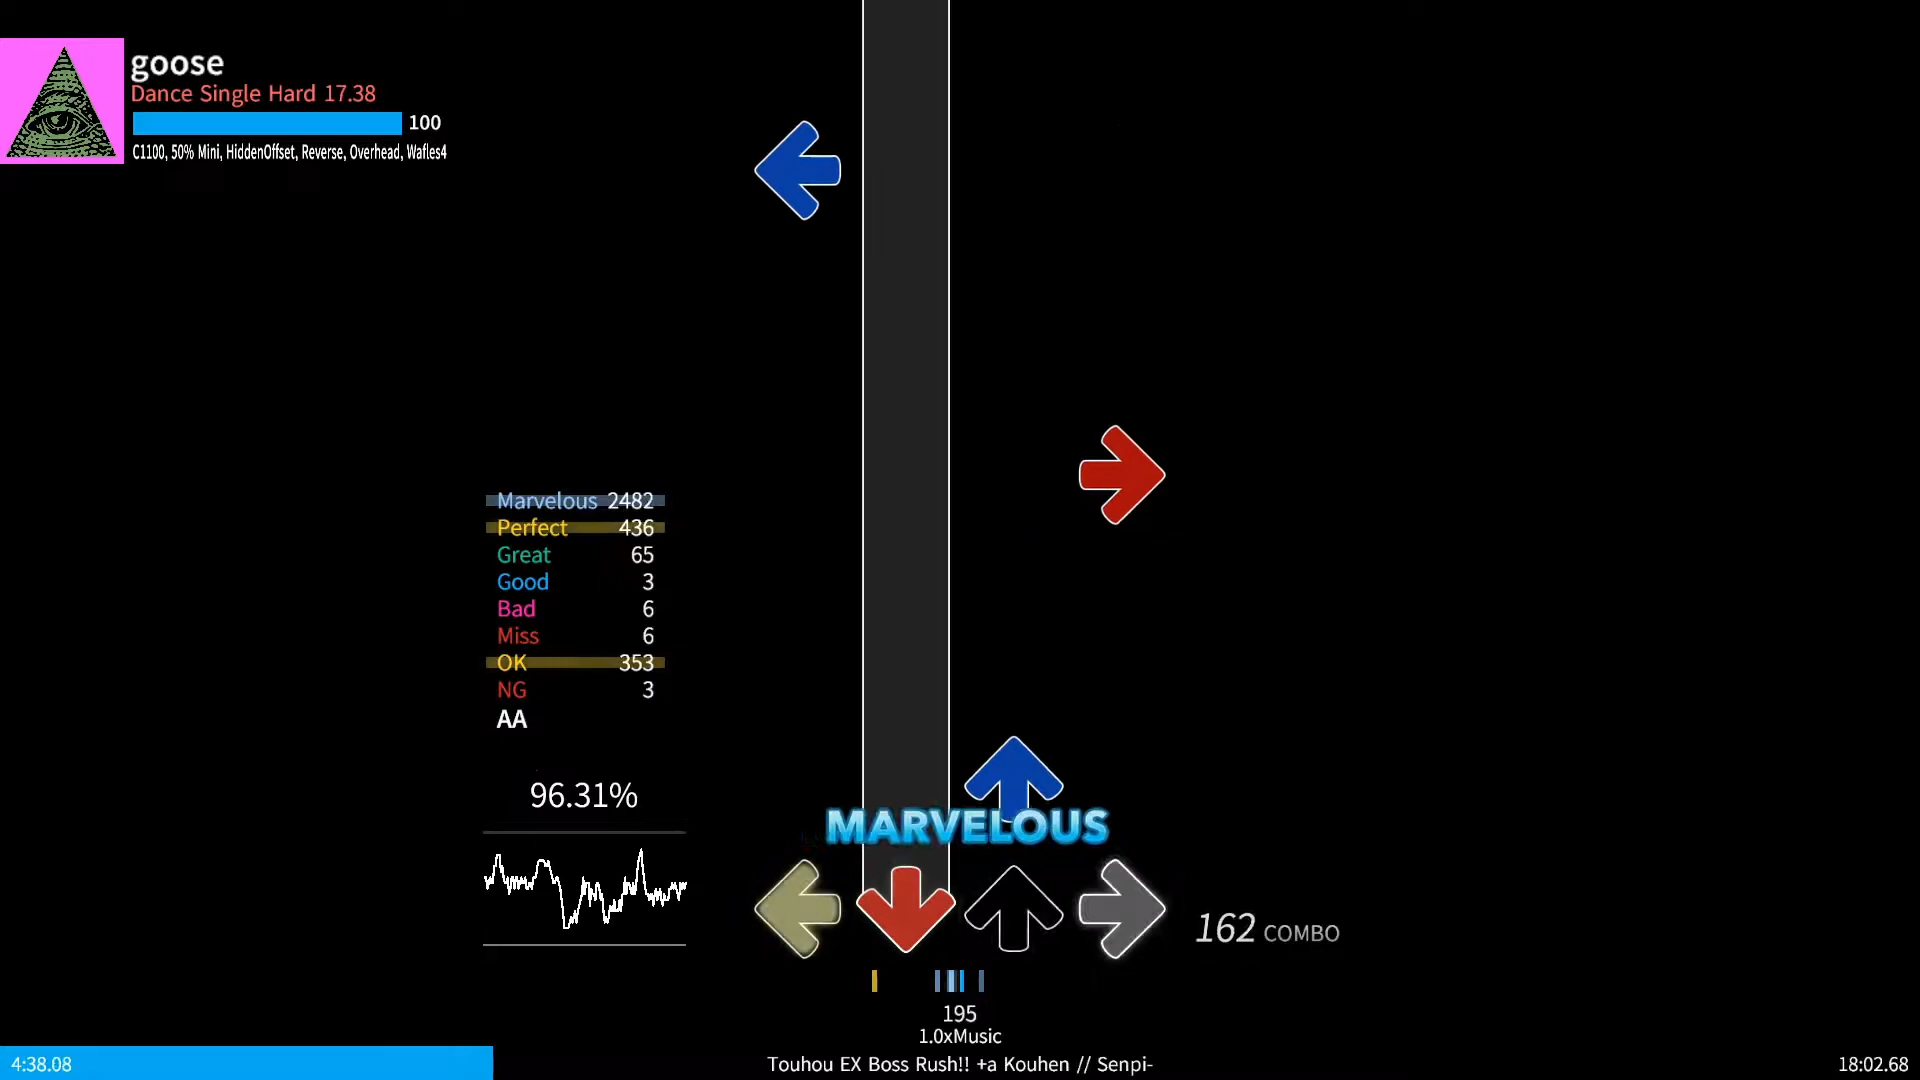 goose
Dance Single Hard 17.38
100
C1100, 50% Mini, HiddenOffset, Reverse, Overhead, Wafles4
Marvelous 2482
Perfect 436
Great 65
Good 3
Bad 6
Miss 6
OK 353
NG 3
AA
96.31%
MARVELOUS
162 COMBO
195
1.0xMusic
4:38.08
Touhou EX Boss Rush!! +a Kouhen // Senpi-
18:02.68